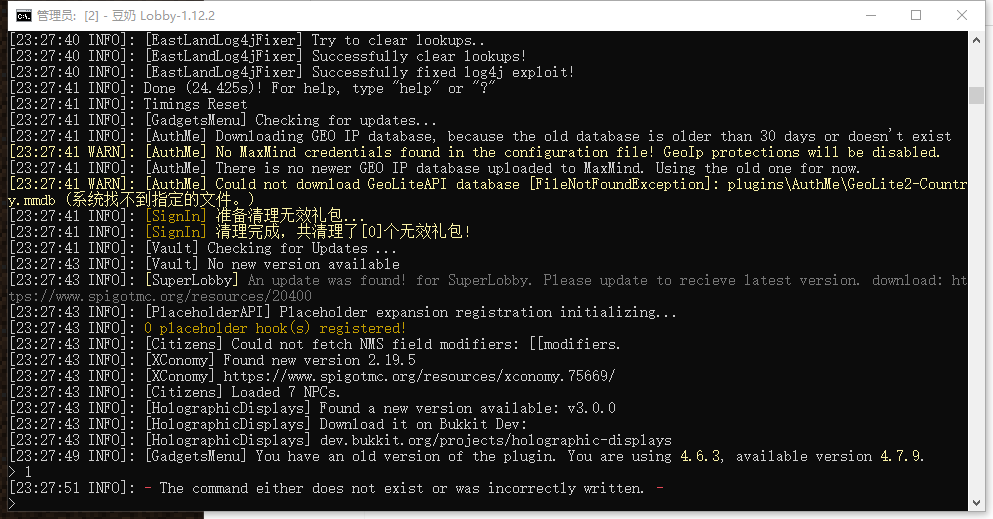 管理员:  [2] - 豆奶 Lobby-1.12.2
[23:27:40 INFO]: [EastLandLog4jFixer] Try to clear lookups..
[23:27:40 INFO]: [EastLandLog4jFixer] Successfully clear lookups!
[23:27:40 INFO]: [EastLandLog4jFixer] Successfully fixed log4j exploit!
[23:27:41 INFO]: Done (24.425s)! For help, type "help" or "?"
[23:27:41 INFO]: Timings Reset
[23:27:41 INFO]: [GadgetsMenu] Checking for updates...
[23:27:41 INFO]: [AuthMe] Downloading GEO IP database, because the old database is older than 30 days or doesn't exist
[23:27:41 WARN]: [AuthMe] No MaxMind credentials found in the configuration file! GeoIp protections will be disabled.
[23:27:41 INFO]: [AuthMe] There is no newer GEO IP database uploaded to MaxMind. Using the old one for now.
[23:27:41 WARN]: [AuthMe] Could not download GeoLiteAPI database [FileNotFoundException]: plugins\AuthMe\GeoLite2-Countr
y.mmdb (系统找不到指定的文件。)
[23:27:41 INFO]: [SignIn] 准备清理无效礼包...
[23:27:41 INFO]: [SignIn] 清理完成，共清理了[0]个无效礼包!
[23:27:41 INFO]: [Vault] Checking for Updates ...
[23:27:43 INFO]: [Vault] No new version available
[23:27:43 INFO]: [SuperLobby] An update was found! for SuperLobby. Please update to recieve latest version. download: ht
tps://www.spigotmc.org/resources/20400
[23:27:43 INFO]: [PlaceholderAPI] Placeholder expansion registration initializing...
[23:27:43 INFO]: 0 placeholder hook(s) registered!
[23:27:43 INFO]: [Citizens] Could not fetch NMS field modifiers: [[modifiers.
[23:27:43 INFO]: [XConomy] Found new version 2.19.5
[23:27:43 INFO]: [XConomy] https://www.spigotmc.org/resources/xconomy.75669/
[23:27:43 INFO]: [Citizens] Loaded 7 NPCs.
[23:27:43 INFO]: [HolographicDisplays] Found a new version available: v3.0.0
[23:27:43 INFO]: [HolographicDisplays] Download it on Bukkit Dev:
[23:27:43 INFO]: [HolographicDisplays] dev.bukkit.org/projects/holographic-displays
[23:27:49 INFO]: [GadgetsMenu] You have an old version of the plugin. You are using 4.6.3, available version 4.7.9.
> 1
[23:27:51 INFO]: - The command either does not exist or was incorrectly written. -
>